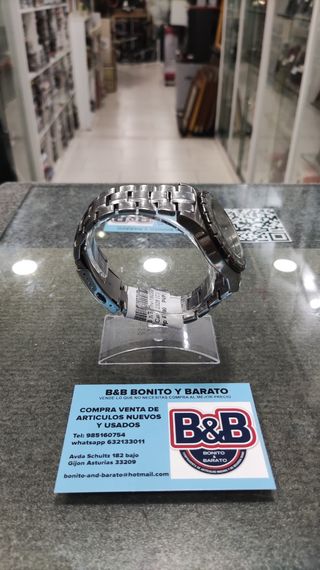 B&B BONITO Y BARATO
VENDE LO QUE NO NECESITAS COMPRA AL MEJOR PRECIO
COMPRA VENTA DE
ARTICULOS NUEVOS
Y USADOS
Tel: 985160754
whatsapp 632133011
Avda Schultz 182 bajo
Gijon Asturias 33209
bonito-and-barato@hotmail.com
B&B
BONITO
&
BARATO